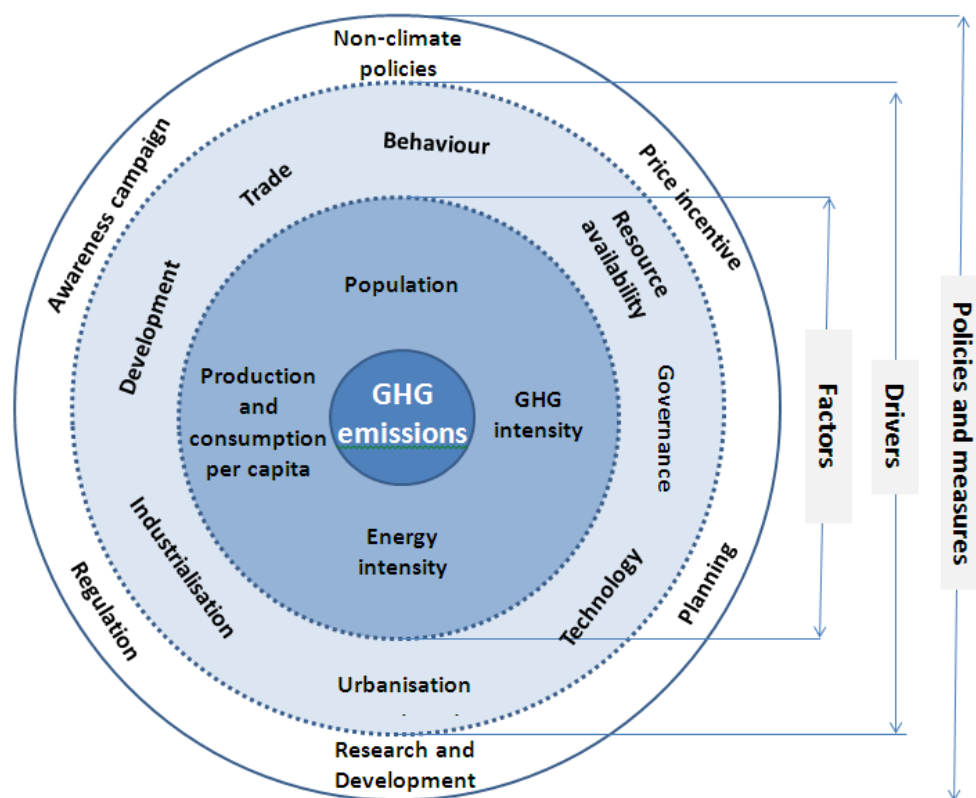 Non-climate
policies
Awareness campaign
Price incentive
Behaviour
Trade
Resource
availability
Development
Population
Production
and
consumption
per capita
GHG
emissions
GHG
intensity
Governance
Energy
intensity
Industrialisation
Technology
Regulation
Planning
Urbanisation
Research and
Development
Factors
Drivers
Policies and measures